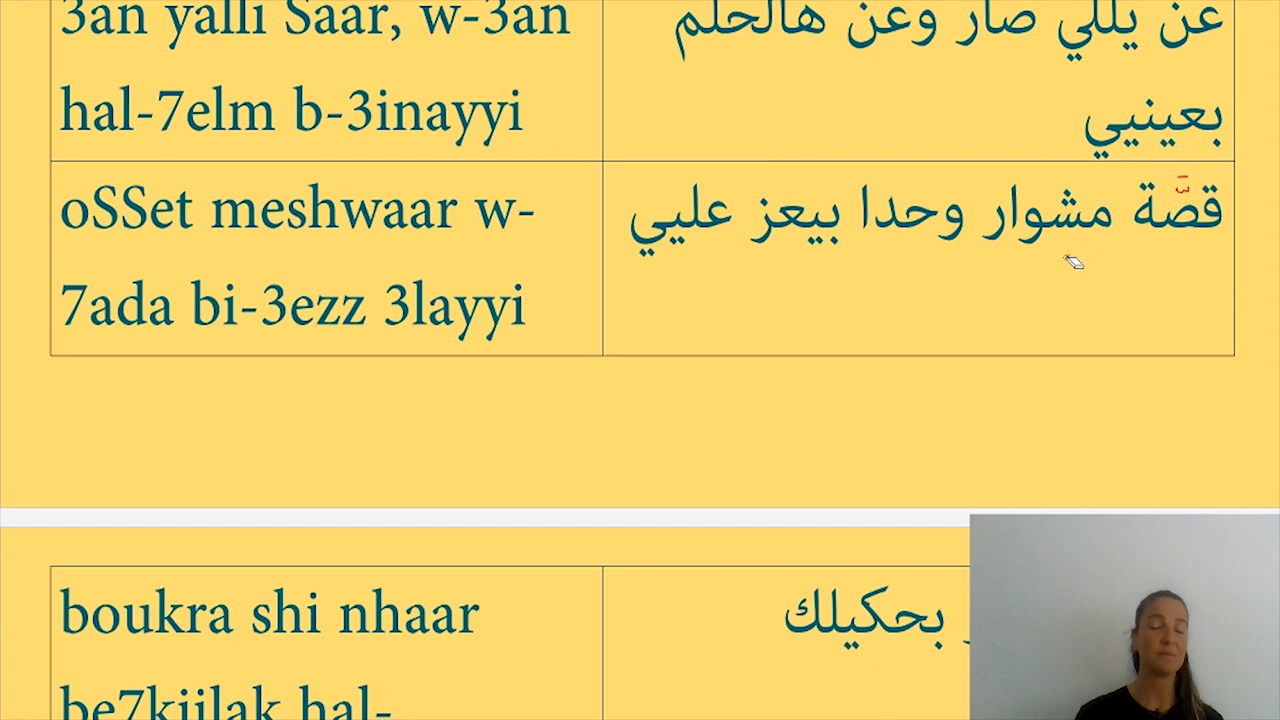 3an yalli Saar, w-3an
hal-7elm b-3inayyi
عن يللي صار وعن هالحلم
بعينيي
oSSet meshwaar w-
7ada bi-3ezz 3layyi
قصّة مشوار وحدا بيعز عليي
boukra shi nhaar
be7kiilak hal-
بحكيلك